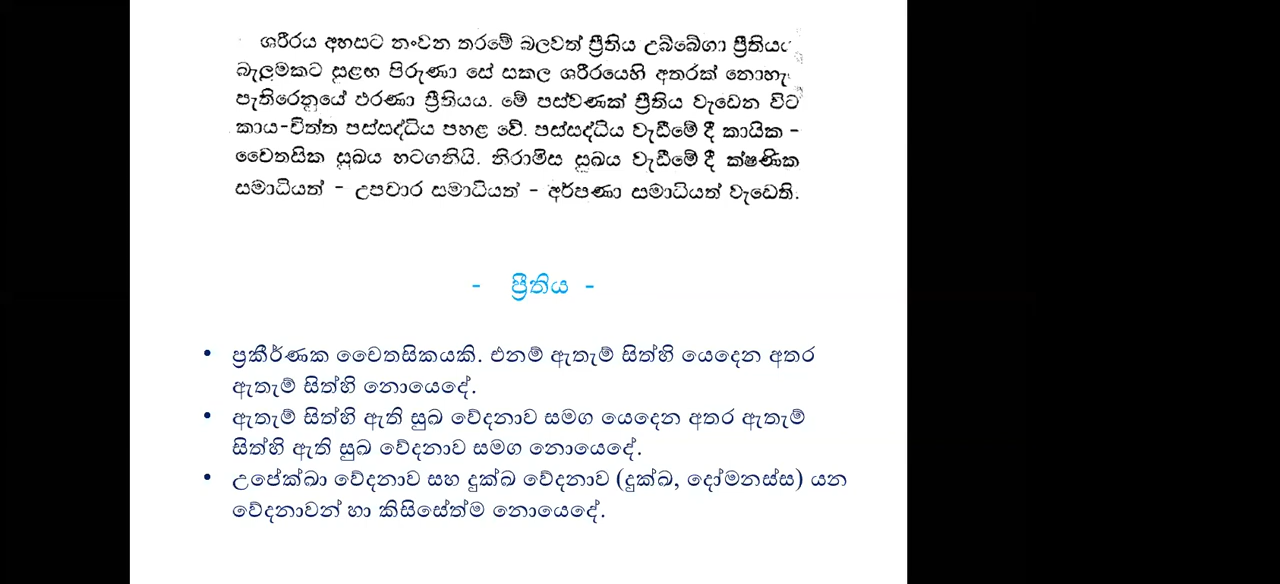 ශරීරය අහසට නංවන තරමේ බලවත් ප්‍රීතිය උබ්බේගා ප්‍රීතියය
බැලුමකට සුළඟ පිරුණා සේ සකල ශරීරයෙහි අතරක් නොහැ
පැතිරෙනුයේ ඵරණා ප්‍රීතියය. මේ පස්වණක් ප්‍රීතිය වැඩෙන විට
කාය-චිත්ත පස්සද්ධිය පහළ වේ. පස්සද්ධිය වැඩීමේ දී කායික -
චෛතසික සුඛය හටගනියි. නිරාමිස සුඛය වැඩීමේ දී ක්ෂණික
සමාධියත් - උපචාර සමාධියත් - අර්පණා සමාධියත් වැඩෙති.
- ප්‍රීතිය -
• ප්‍රකීර්ණක චෛතසිකයකි. එනම් ඇතැම් සිත්හි යෙදෙන අතර
ඇතැම් සිත්හි නොයෙදේ.
• ඇතැම් සිත්හි ඇති සුඛ වේදනාව සමග යෙදෙන අතර ඇතැම්
සිත්හි ඇති සුඛ වේදනාව සමග නොයෙදේ.
• උපේක්ඛා වේදනාව සහ දුක්ඛ වේදනාව (දුක්ඛ, දෝමනස්ස) යන
වේදනාවන් හා කිසිසේත්ම නොයෙදේ.